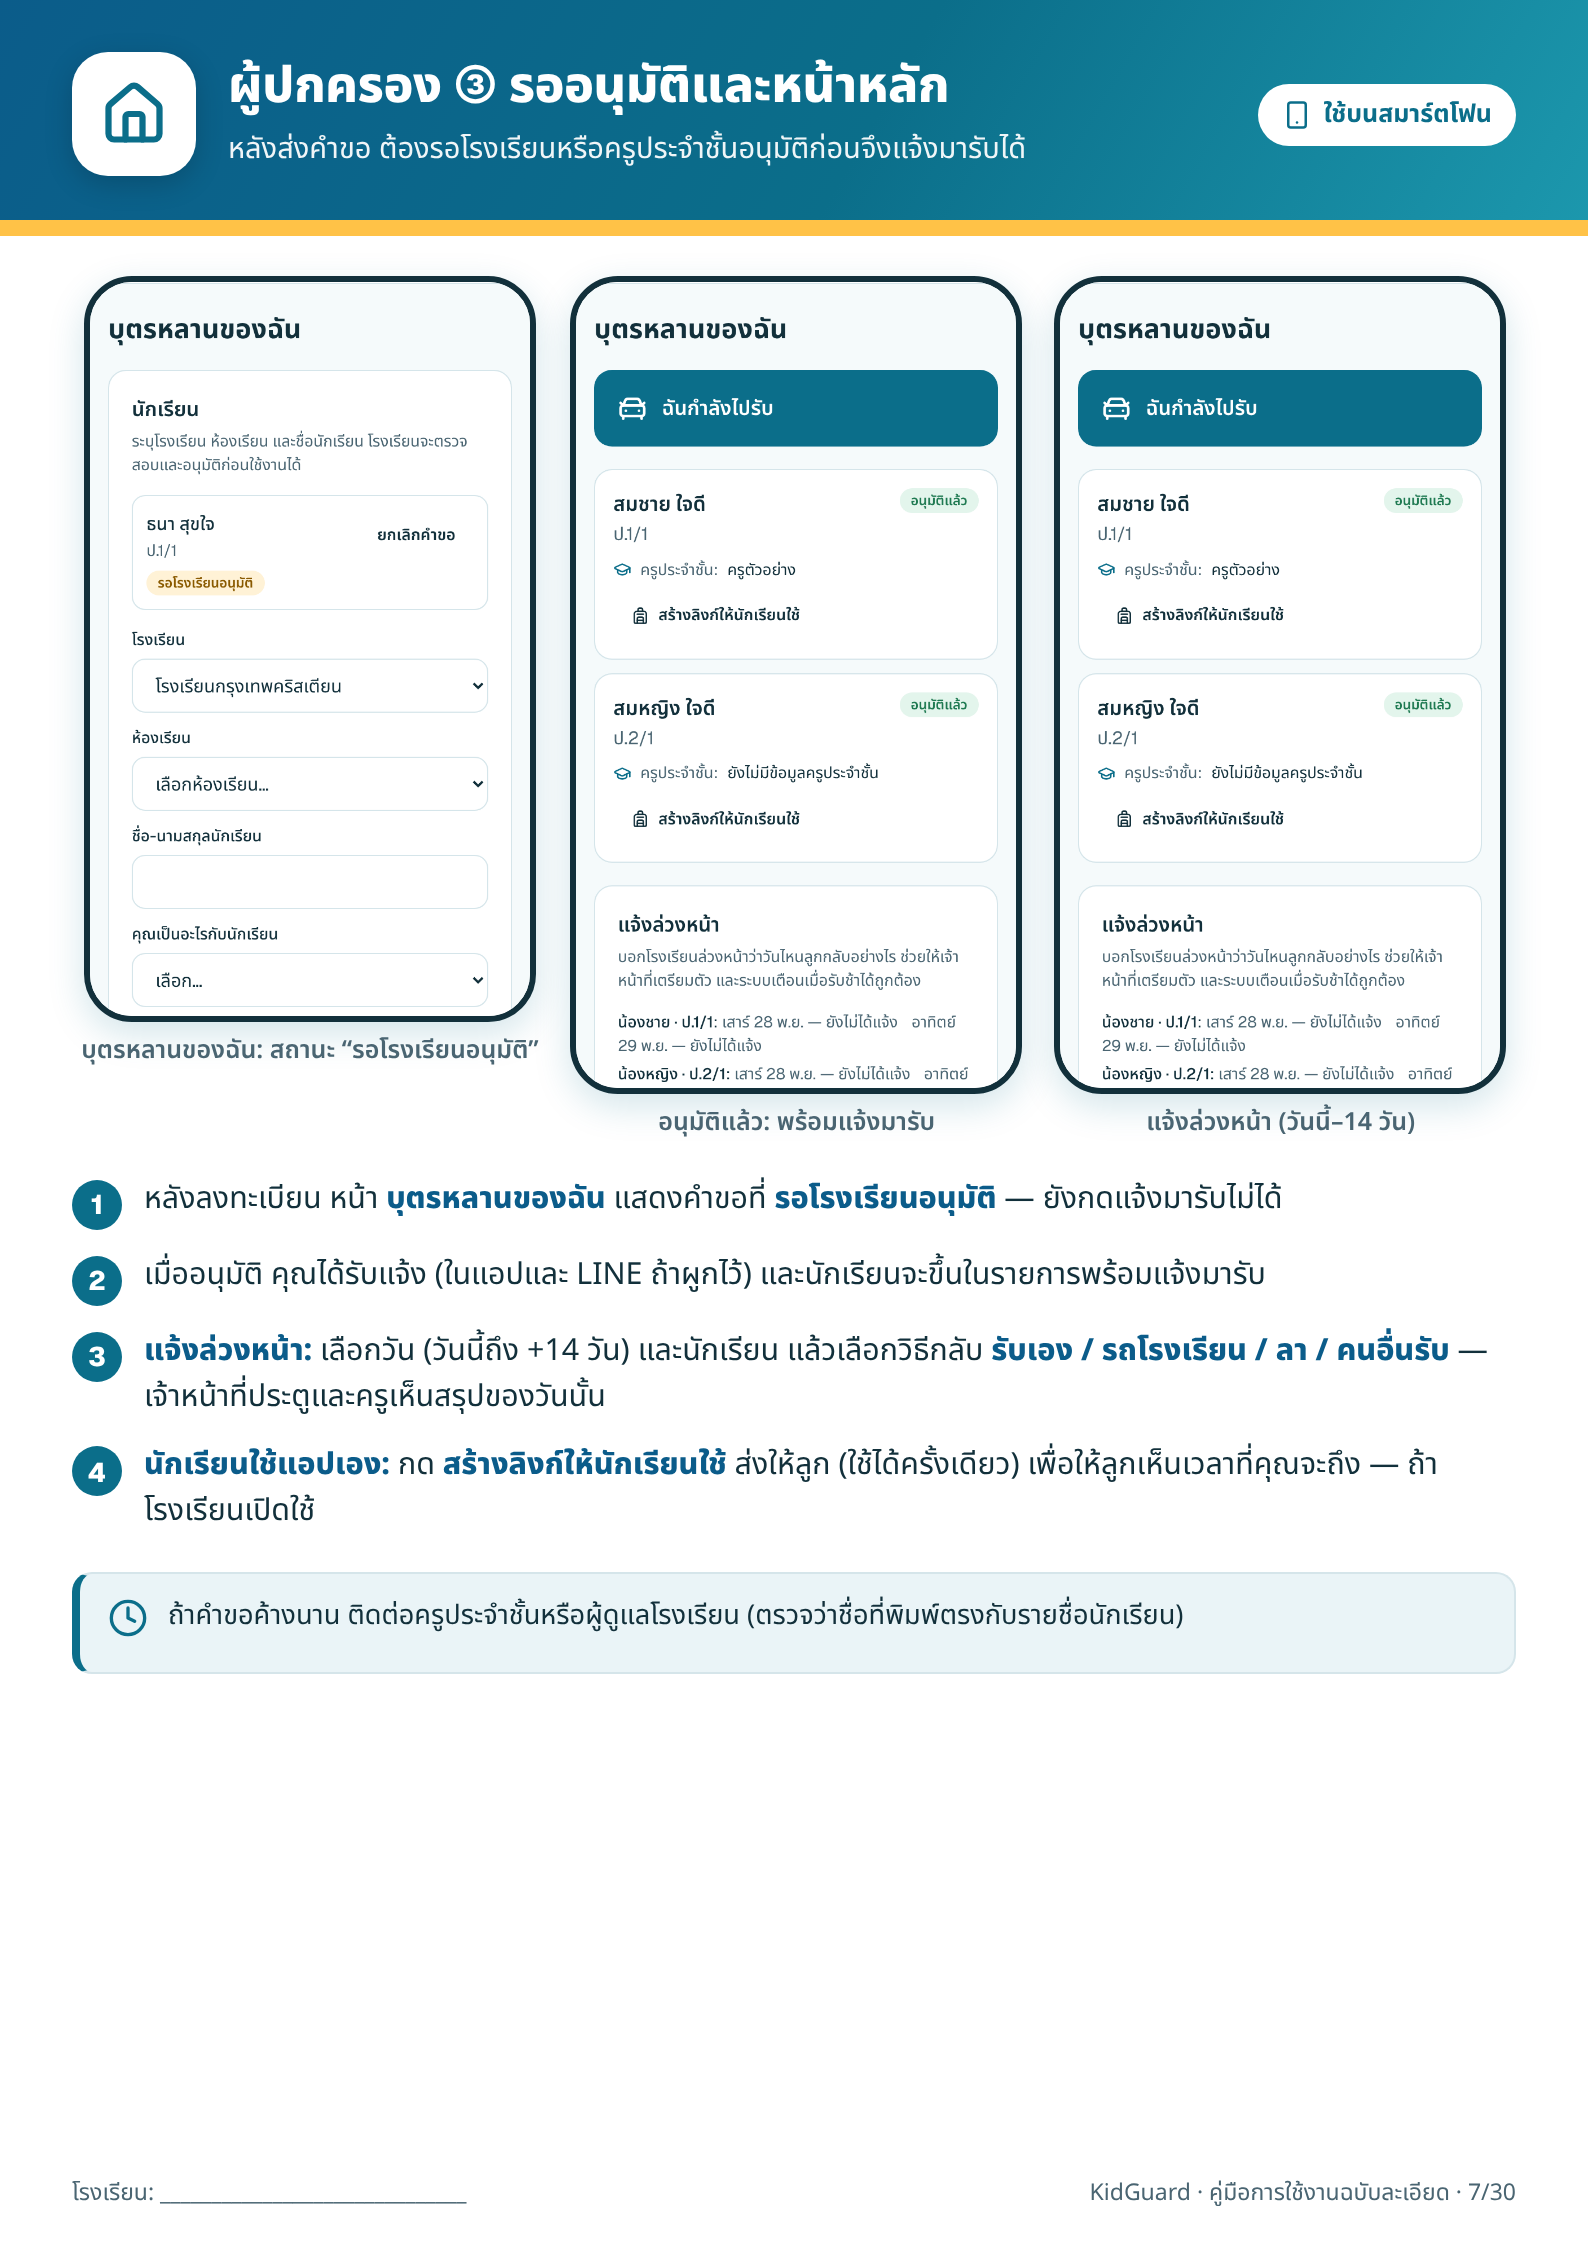 ผู้ปกครอง ③ รออนุมัติและหน้าหลัก
หลังส่งคำขอ ต้องรอโรงเรียนหรือครูประจำชั้นอนุมัติก่อนจึงแจ้งมารับได้
ใช้บนสมาร์ตโฟน
บุตรหลานของฉัน
นักเรียน
ระบุโรงเรียน ห้องเรียน และชื่อนักเรียน โรงเรียนจะตรวจ
สอบและอนุมัติก่อนใช้งานได้
ธนา สุขใจ
ยกเลิกคำขอ
ป.1/1
รอโรงเรียนอนุมัติ
โรงเรียน
โรงเรียนกรุงเทพคริสเตียน
ห้องเรียน
เลือกห้องเรียน...
ชื่อ-นามสกุลนักเรียน
คุณเป็นอะไรกับนักเรียน
เลือก...
บุตรหลานของฉัน: สถานะ “รอโรงเรียนอนุมัติ”
บุตรหลานของฉัน
ฉันกำลังไปรับ
สมชาย ใจดี
อนุมัติแล้ว
ป.1/1
ครูประจำชั้น: ครูตัวอย่าง
สร้างลิงก์ให้นักเรียนใช้
สมหญิง ใจดี
อนุมัติแล้ว
ป.2/1
ครูประจำชั้น: ยังไม่มีข้อมูลครูประจำชั้น
สร้างลิงก์ให้นักเรียนใช้
แจ้งล่วงหน้า
บอกโรงเรียนล่วงหน้าว่าวันไหนลูกกลับอย่างไร ช่วยให้เจ้า
หน้าที่เตรียมตัว และระบบเตือนเมื่อรับช้าได้ถูกต้อง
น้องชาย · ป.1/1: เสาร์ 28 พ.ย. — ยังไม่ได้แจ้ง อาทิตย์
29 พ.ย. — ยังไม่ได้แจ้ง
น้องหญิง · ป.2/1: เสาร์ 28 พ.ย. — ยังไม่ได้แจ้ง อาทิตย์
อนุมัติแล้ว: พร้อมแจ้งมารับ
บุตรหลานของฉัน
ฉันกำลังไปรับ
สมชาย ใจดี
อนุมัติแล้ว
ป.1/1
ครูประจำชั้น: ครูตัวอย่าง
สร้างลิงก์ให้นักเรียนใช้
สมหญิง ใจดี
อนุมัติแล้ว
ป.2/1
ครูประจำชั้น: ยังไม่มีข้อมูลครูประจำชั้น
สร้างลิงก์ให้นักเรียนใช้
แจ้งล่วงหน้า
บอกโรงเรียนล่วงหน้าว่าวันไหนลูกกลับอย่างไร ช่วยให้เจ้า
หน้าที่เตรียมตัว และระบบเตือนเมื่อรับช้าได้ถูกต้อง
น้องชาย · ป.1/1: เสาร์ 28 พ.ย. — ยังไม่ได้แจ้ง อาทิตย์
29 พ.ย. — ยังไม่ได้แจ้ง
น้องหญิง · ป.2/1: เสาร์ 28 พ.ย. — ยังไม่ได้แจ้ง อาทิตย์
แจ้งล่วงหน้า (วันนี้–14 วัน)
1 หลังลงทะเบียน หน้า บุตรหลานของฉัน แสดงคำขอที่ รอโรงเรียนอนุมัติ — ยังกดแจ้งมารับไม่ได้
2 เมื่ออนุมัติ คุณได้รับแจ้ง (ในแอปและ LINE ถ้าผูกไว้) และนักเรียนจะขึ้นในรายการพร้อมแจ้งมารับ
3 แจ้งล่วงหน้า: เลือกวัน (วันนี้ถึง +14 วัน) และนักเรียน แล้วเลือกวิธีกลับ รับเอง / รถโรงเรียน / ลา / คนอื่นรับ —
เจ้าหน้าที่ประตูและครูเห็นสรุปของวันนั้น
4 นักเรียนใช้แอปเอง: กด สร้างลิงก์ให้นักเรียนใช้ ส่งให้ลูก (ใช้ได้ครั้งเดียว) เพื่อให้ลูกเห็นเวลาที่คุณจะถึง — ถ้า
โรงเรียนเปิดใช้
ถ้าคำขอค้างนาน ติดต่อครูประจำชั้นหรือผู้ดูแลโรงเรียน (ตรวจว่าชื่อที่พิมพ์ตรงกับรายชื่อนักเรียน)
โรงเรียน: ______________________
KidGuard · คู่มือการใช้งานฉบับละเอียด · 7/30